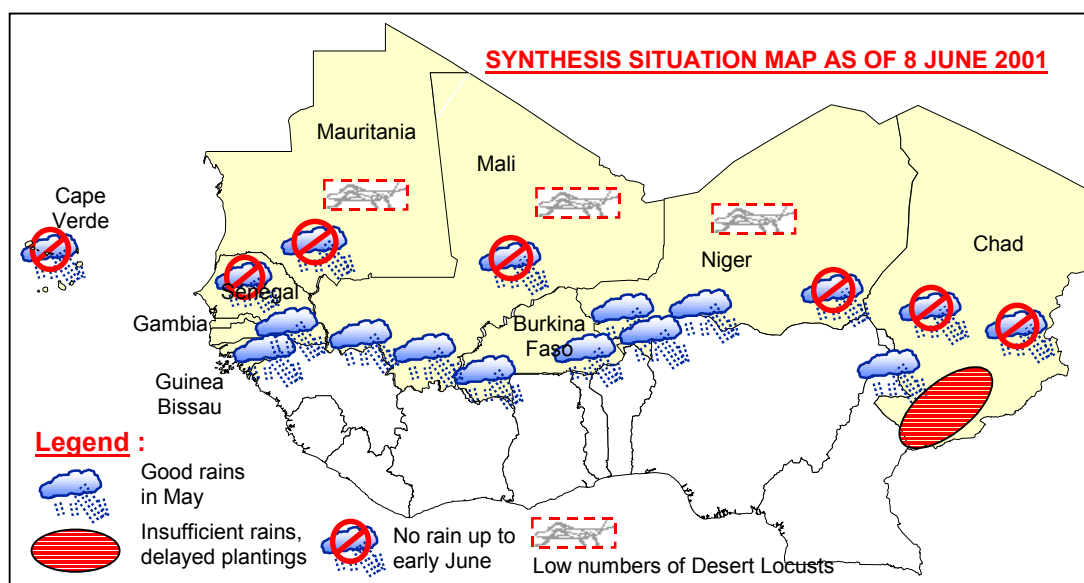 SYNTHESIS SITUATION MAP AS OF 8 JUNE 2001
Mauritania
Mali
Cape
Verde
Niger
Chad
Senegal
Gambia
Burkina
Faso
Guinea
Bissau
Legend :
Good rains
in May
Insufficient rains,
delayed plantings
No rain up to
early June
Low numbers of Desert Locusts